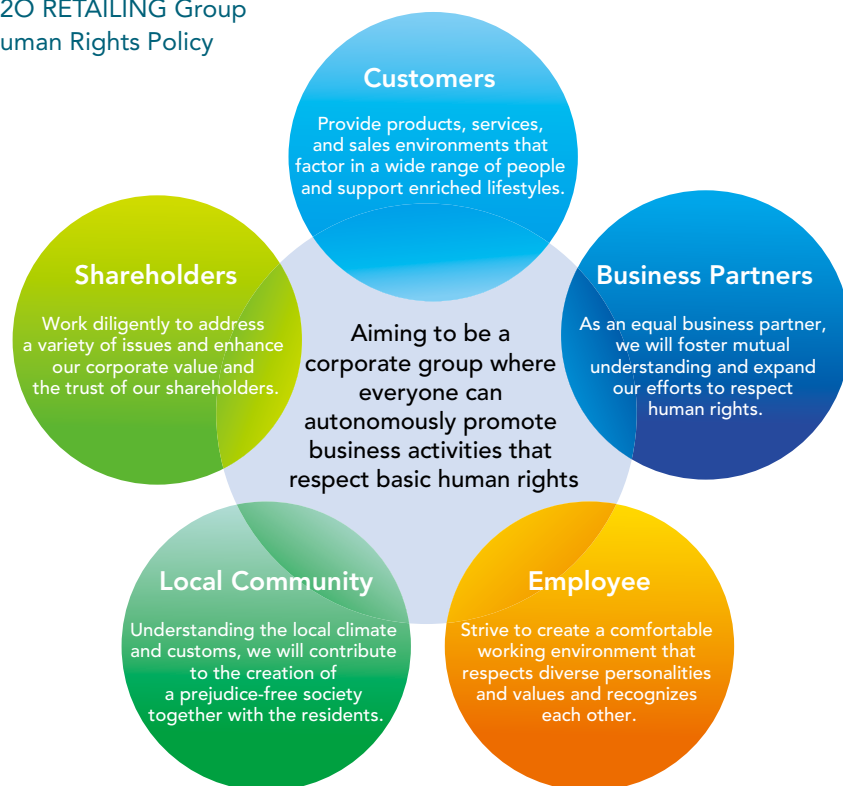 2O RETAILING Group
uman Rights Policy
Customers
Provide products, services,
and sales environments that
factor in a wide range of people
and support enriched lifestyles.
Shareholders
Work diligently to address
a variety of issues and enhance
our corporate value and
the trust of our shareholders.
Business Partners
As an equal business partner,
we will foster mutual
understanding and expand
our efforts to respect
human rights.
Aiming to be a
corporate group where
everyone can
autonomously promote
business activities that
respect basic human rights
Local Community
Understanding the local climate
and customs, we will contribute
to the creation of
a prejudice-free society
together with the residents.
Employee
Strive to create a comfortable
working environment that
respects diverse personalities
and values and recognizes
each other.